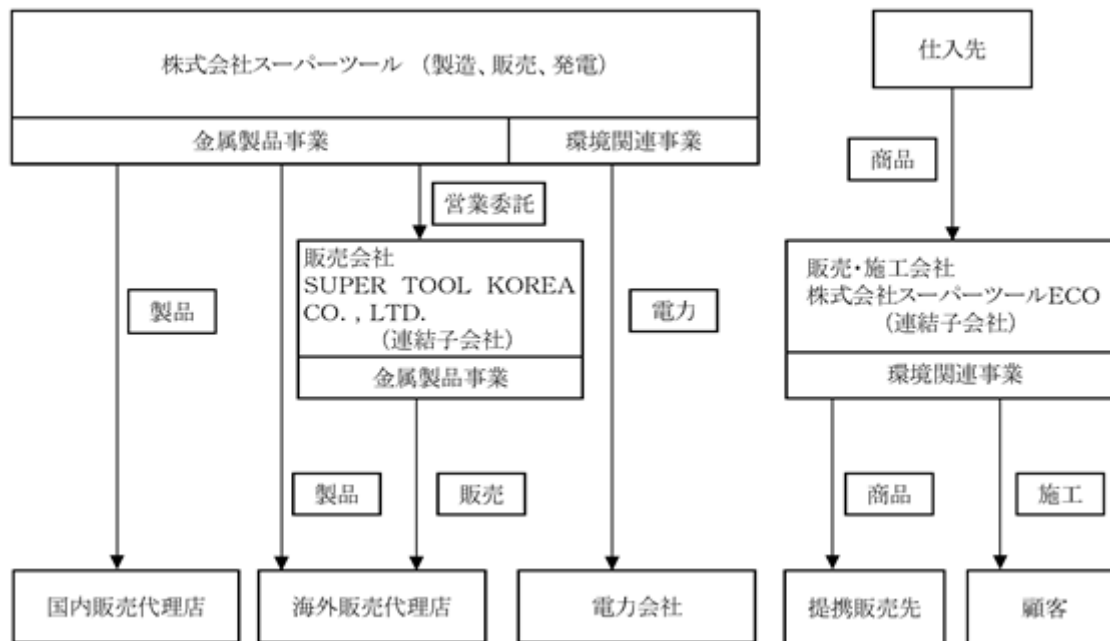 株式会社スーパーツール （製造、販売、発電）
仕入先
金属製品事業
環境関連事業
商品
営業委託
販売会社
SUPER TOOL KOREA
CO. , LTD.
（連結子会社）
金属製品事業
販売・施工会社
株式会社スーパーツールECO
（連結子会社）
環境関連事業
製品
電力
製品
販売
商品
施工
国内販売代理店
海外販売代理店
電力会社
提携販売先
顧客